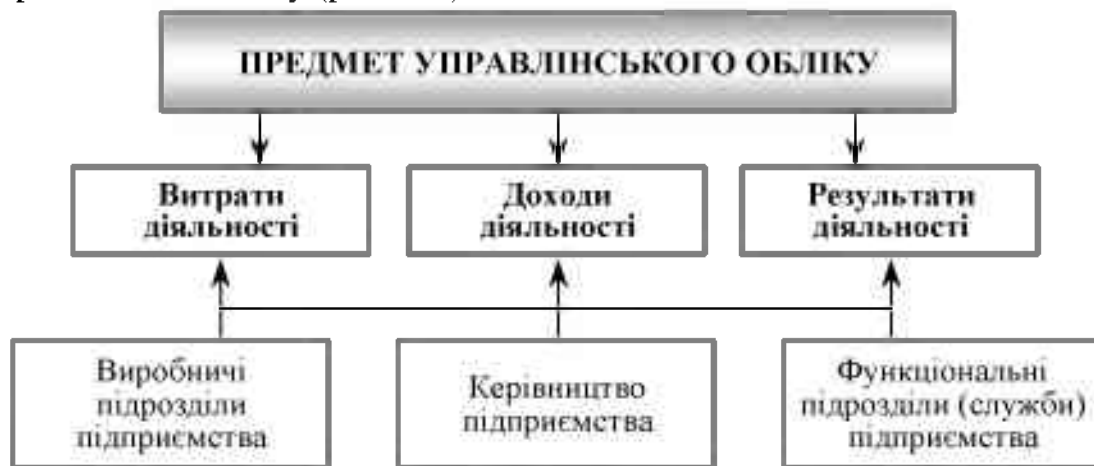 ПРЕДМЕТ УПРАВЛІНСЬКОГО ОБЛІКУ
Витрати
діяльності
Доходи
діяльності
Результати
діяльності
Виробничі
підрозділи
підприємства
Керівництво
підприємства
Функціональні
підрозділи (служби)
підприємства